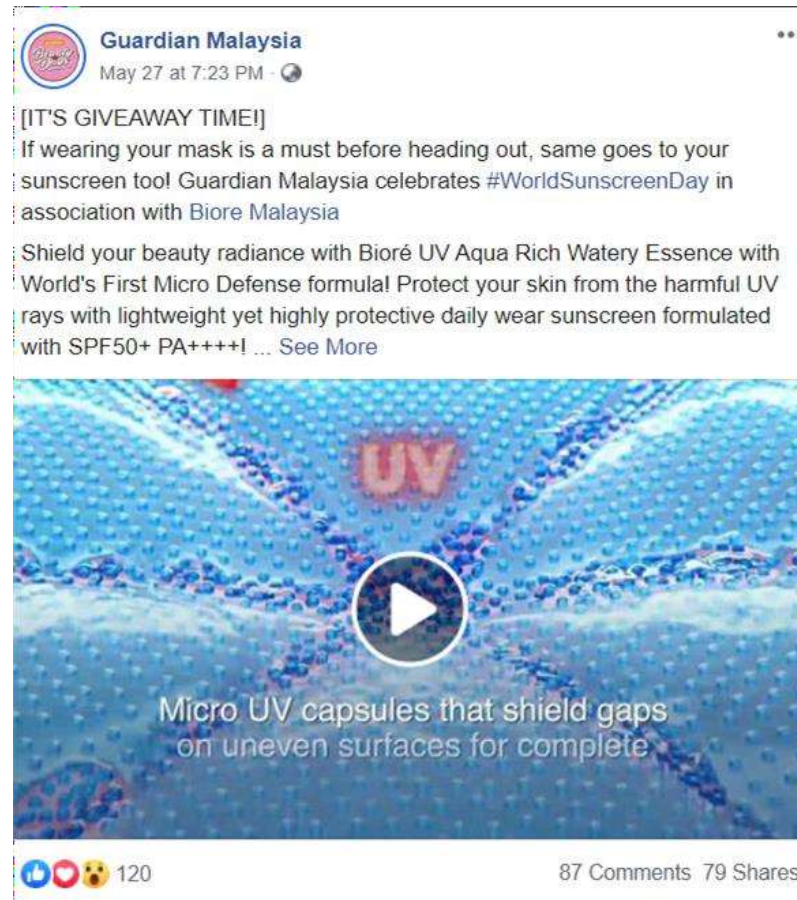 Guardian Malaysia
May 27 at 7:23 PM ·
[IT'S GIVEAWAY TIME!]
If wearing your mask is a must before heading out, same goes to your
sunscreen too! Guardian Malaysia celebrates #WorldSunscreenDay in
association with Biore Malaysia
Shield your beauty radiance with Bioré UV Aqua Rich Watery Essence with
World's First Micro Defense formula! Protect your skin from the harmful UV
rays with lightweight yet highly protective daily wear sunscreen formulated
with SPF50+ PA++++! ... See More
UV
Micro UV capsules that shield gaps
on uneven surfaces for complete
120
87 Comments 79 Shares